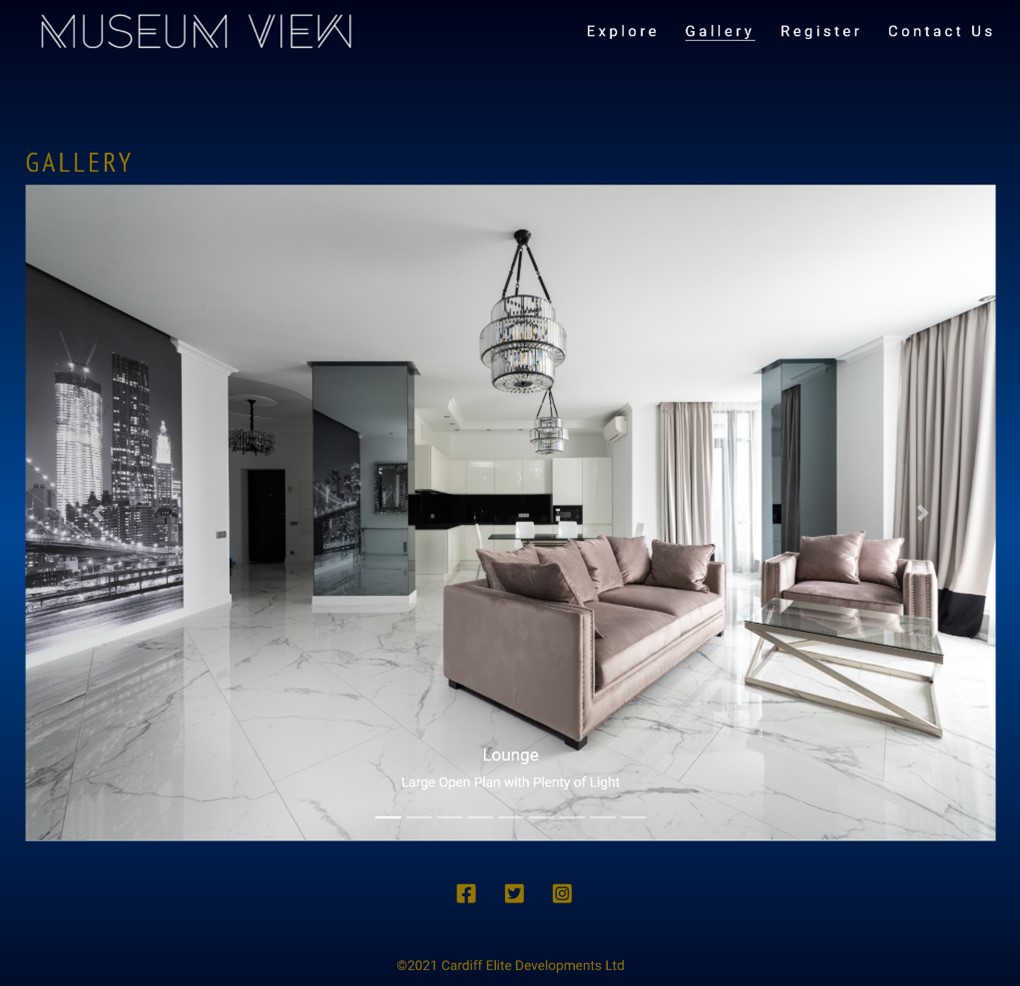 MUSEUM VIEW
Explore Gallery Register Contact Us
GALLERY
Lounge
Large Open Plan with Plenty of Light
©2021 Cardiff Elite Developments Ltd